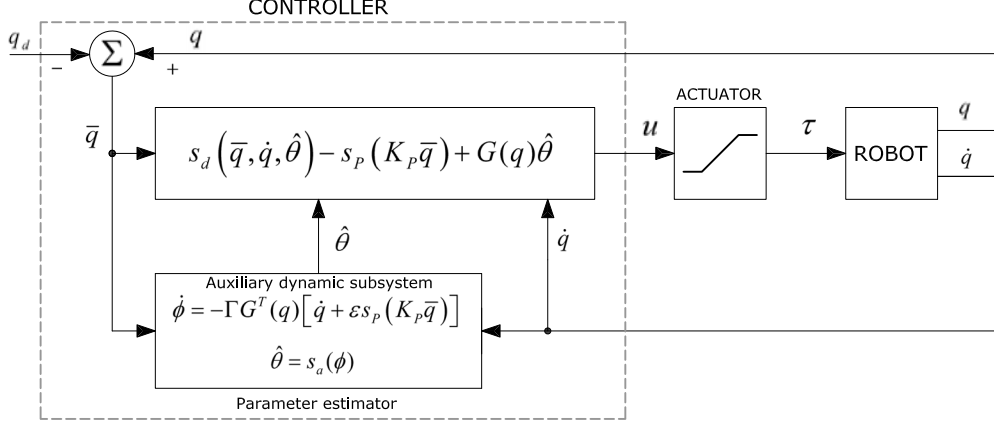 CONTROLLER
q_d
−
Σ
+
q
q̄
s_d(q̄, q̇, θ̂) − s_P(K_P q̄) + G(q)θ̂
u
ACTUATOR
τ
ROBOT
q
q̇
θ̂
q̇
Auxiliary dynamic subsystem
ϕ̇ = −ΓG^T(q)[q̇ + εs_P(K_P q̄)]
θ̂ = s_a(ϕ)
Parameter estimator